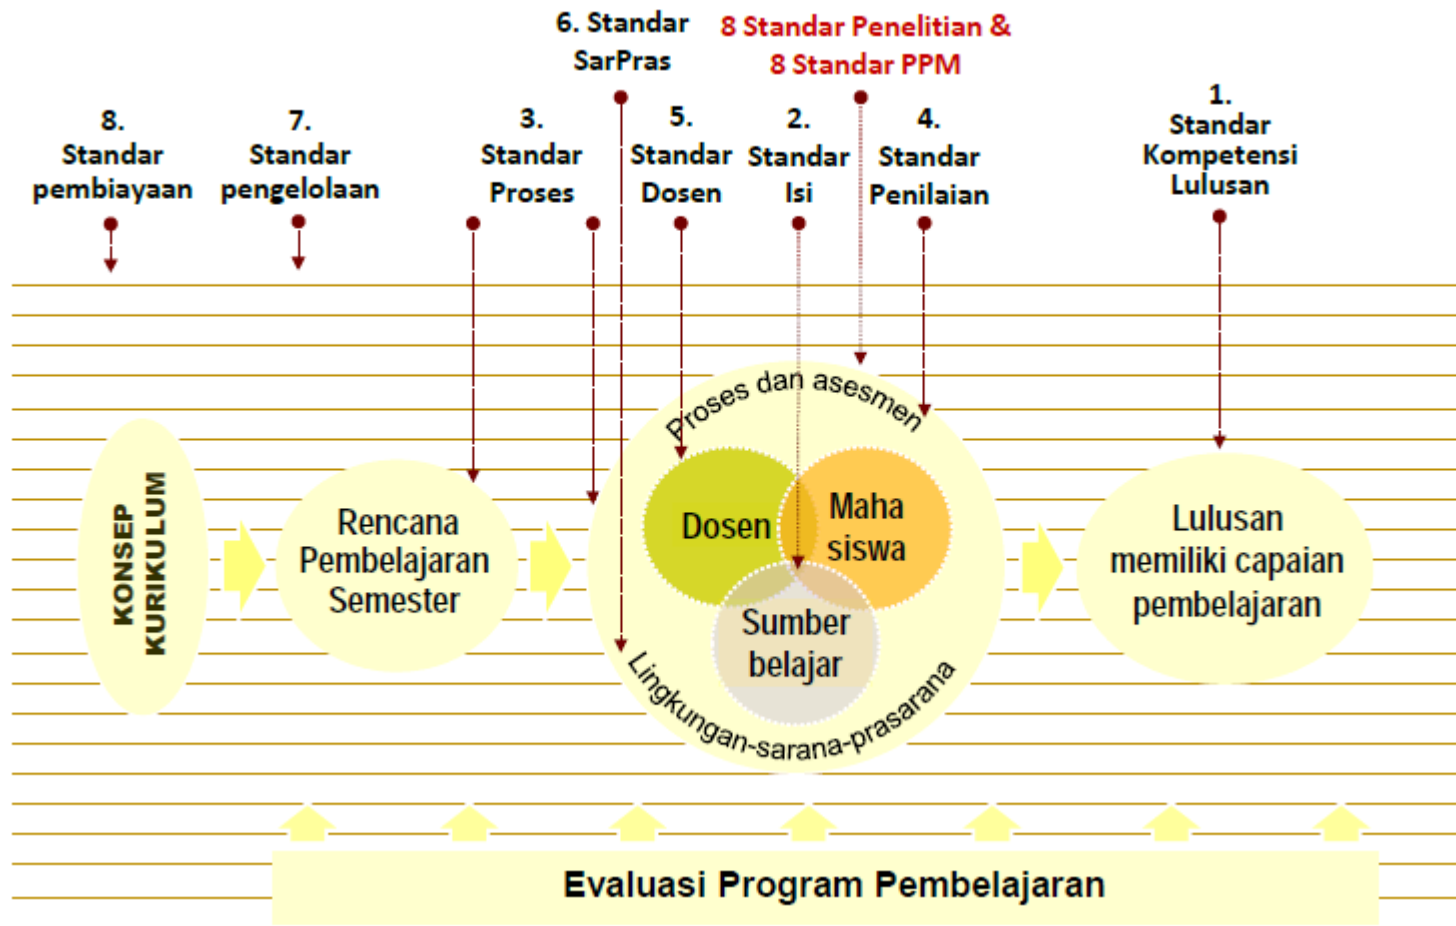 6. Standar
SarPras
8 Standar Penelitian &
8 Standar PPM
8.
Standar
pembiayaan
7.
Standar
pengelolaan
3.
Standar
Proses
5.
Standar
Dosen
2.
Standar
Isi
4.
Standar
Penilaian
1.
Standar
Kompetensi
Lulusan
KONSEP
KURIKULUM
Rencana
Pembelajaran
Semester
Proses dan asesmen
Dosen
Maha
siswa
Sumber
belajar
Lingkungan-sarana-prasarana
Lulusan
memiliki capaian
pembelajaran
Evaluasi Program Pembelajaran